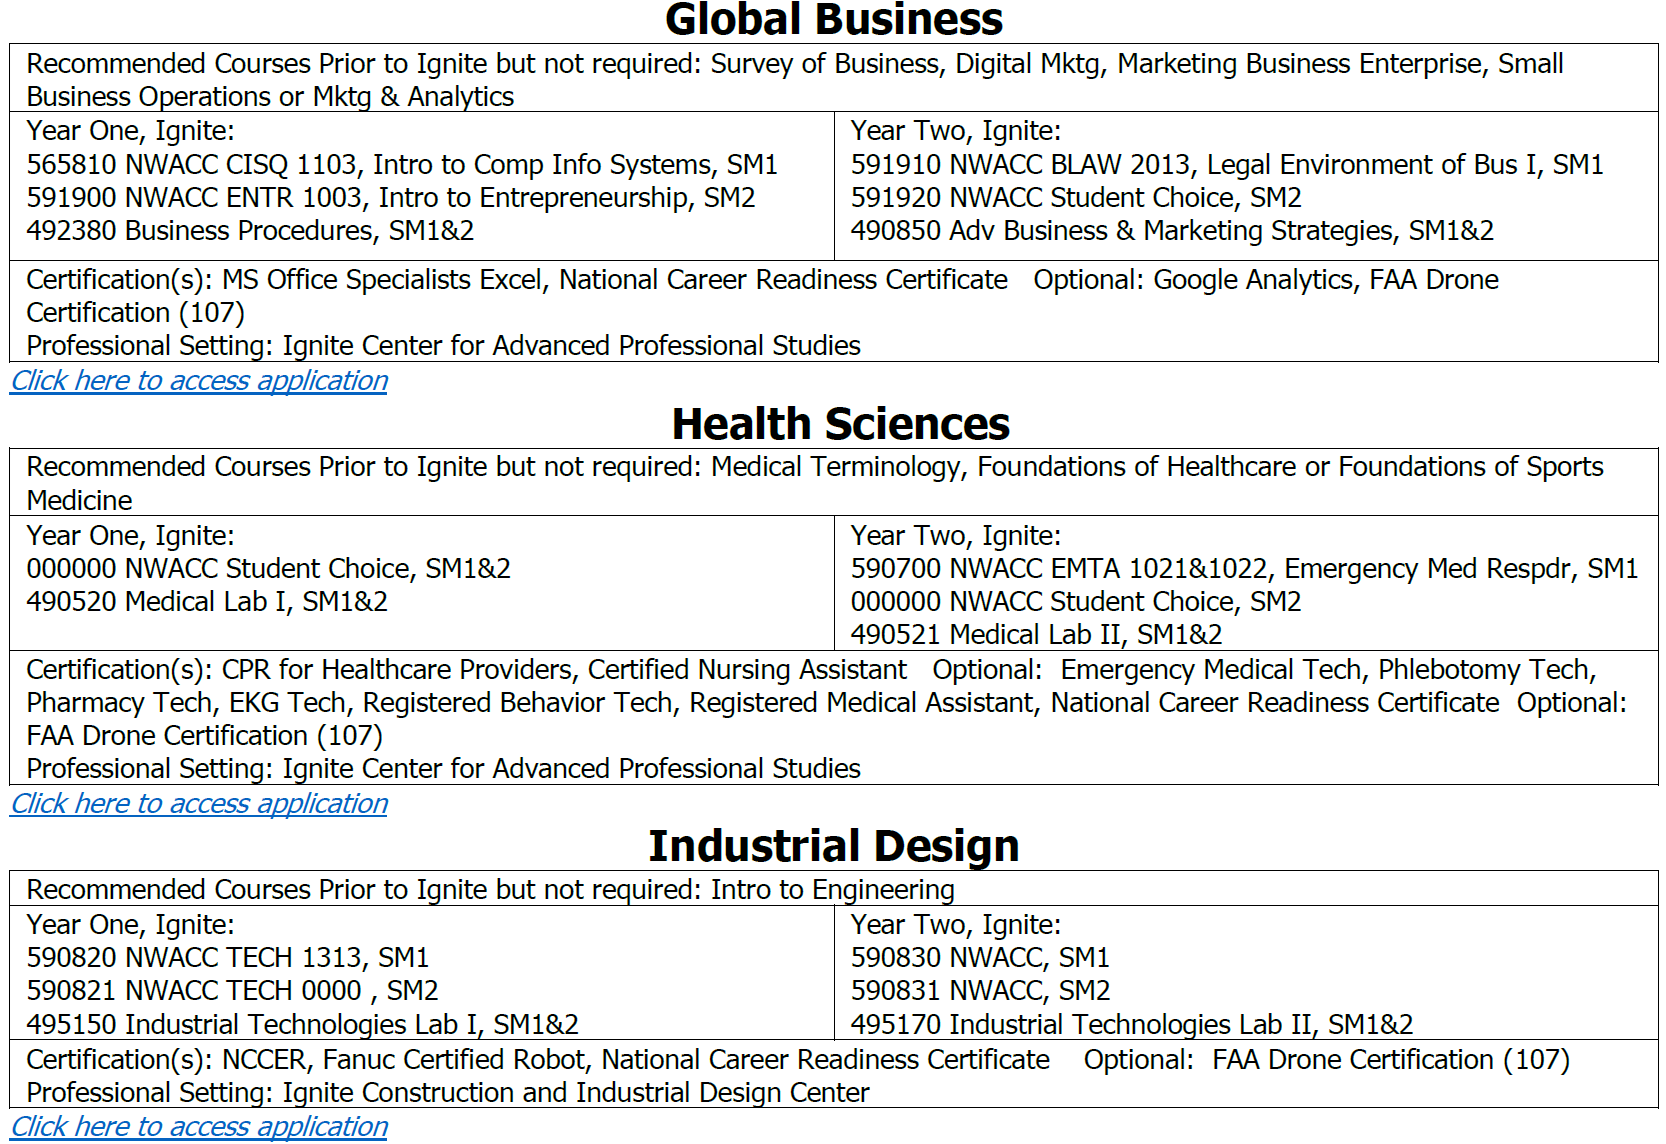 Global Business
Recommended Courses Prior to Ignite but not required: Survey of Business, Digital Mktg, Marketing Business Enterprise, Small
Business Operations or Mktg & Analytics
Year One, Ignite:
565810 NWACC CISQ 1103, Intro to Comp Info Systems, SM1
591900 NWACC ENTR 1003, Intro to Entrepreneurship, SM2
492380 Business Procedures, SM1&2
Year Two, Ignite:
591910 NWACC BLAW 2013, Legal Environment of Bus I, SM1
591920 NWACC Student Choice, SM2
490850 Adv Business & Marketing Strategies, SM1&2
Certification(s): MS Office Specialists Excel, National Career Readiness Certificate Optional: Google Analytics, FAA Drone
Certification (107)
Professional Setting: Ignite Center for Advanced Professional Studies
Click here to access application
Health Sciences
Recommended Courses Prior to Ignite but not required: Medical Terminology, Foundations of Healthcare or Foundations of Sports
Medicine
Year One, Ignite:
000000 NWACC Student Choice, SM1&2
490520 Medical Lab I, SM1&2
Year Two, Ignite:
590700 NWACC EMTA 1021&1022, Emergency Med Respdr, SM1
000000 NWACC Student Choice, SM2
490521 Medical Lab II, SM1&2
Certification(s): CPR for Healthcare Providers, Certified Nursing Assistant Optional: Emergency Medical Tech, Phlebotomy Tech,
Pharmacy Tech, EKG Tech, Registered Behavior Tech, Registered Medical Assistant, National Career Readiness Certificate Optional:
FAA Drone Certification (107)
Professional Setting: Ignite Center for Advanced Professional Studies
Click here to access application
Industrial Design
Recommended Courses Prior to Ignite but not required: Intro to Engineering
Year One, Ignite:
590820 NWACC TECH 1313, SM1
590821 NWACC TECH 0000 , SM2
495150 Industrial Technologies Lab I, SM1&2
Year Two, Ignite:
590830 NWACC, SM1
590831 NWACC, SM2
495170 Industrial Technologies Lab II, SM1&2
Certification(s): NCCER, Fanuc Certified Robot, National Career Readiness Certificate Optional: FAA Drone Certification (107)
Professional Setting: Ignite Construction and Industrial Design Center
Click here to access application